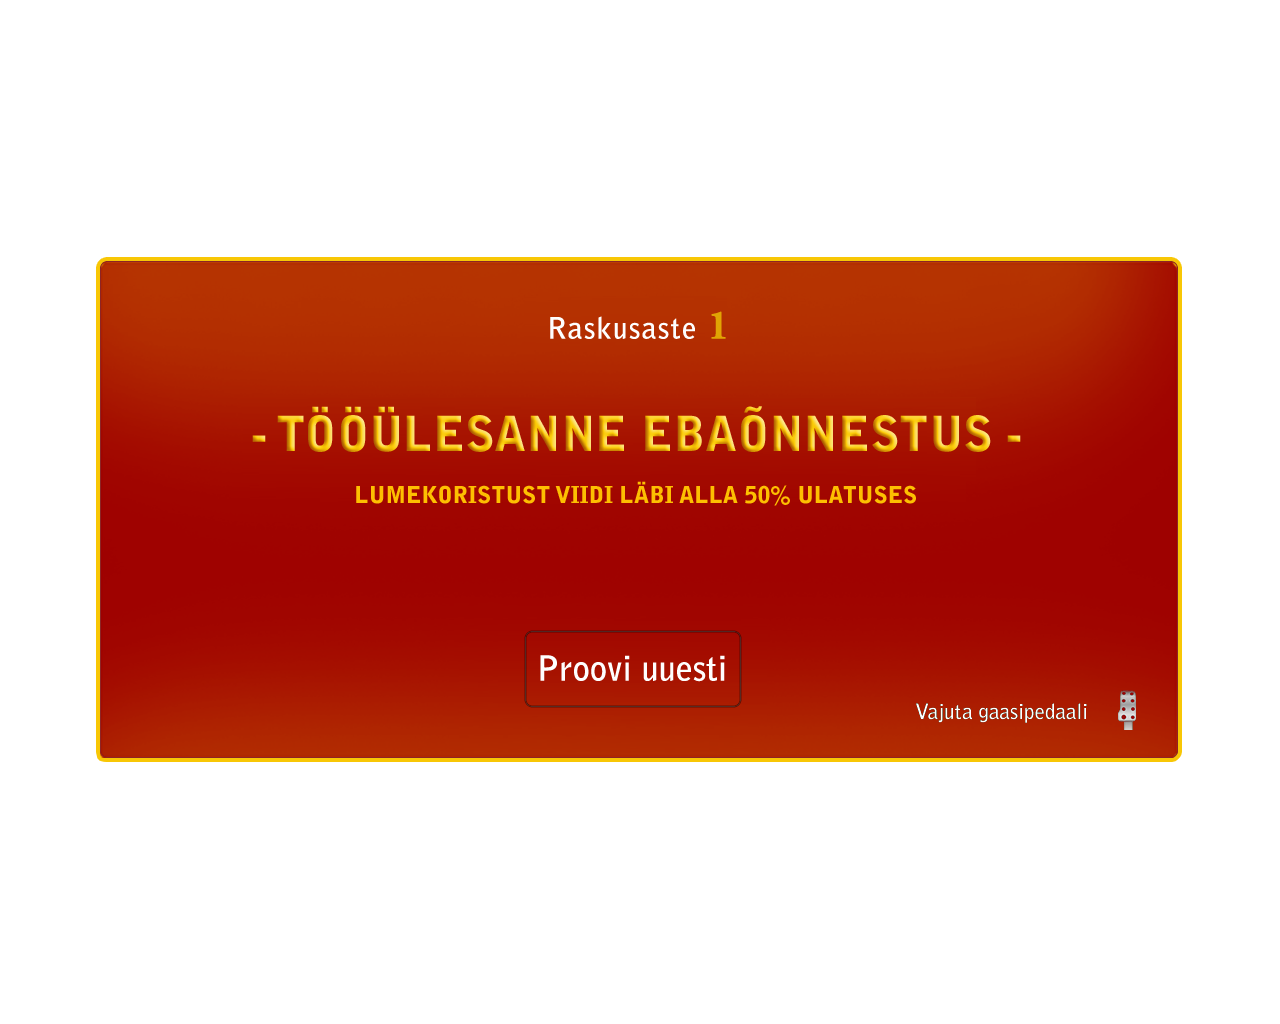 Raskusaste 1
- TÖÖÜLESANNE EBAÕNNESTUS -
LUMEKORISTUST VIIDI LÄBI ALLA 50% ULATUSES
Proovi uuesti
Vajuta gaasipedaali